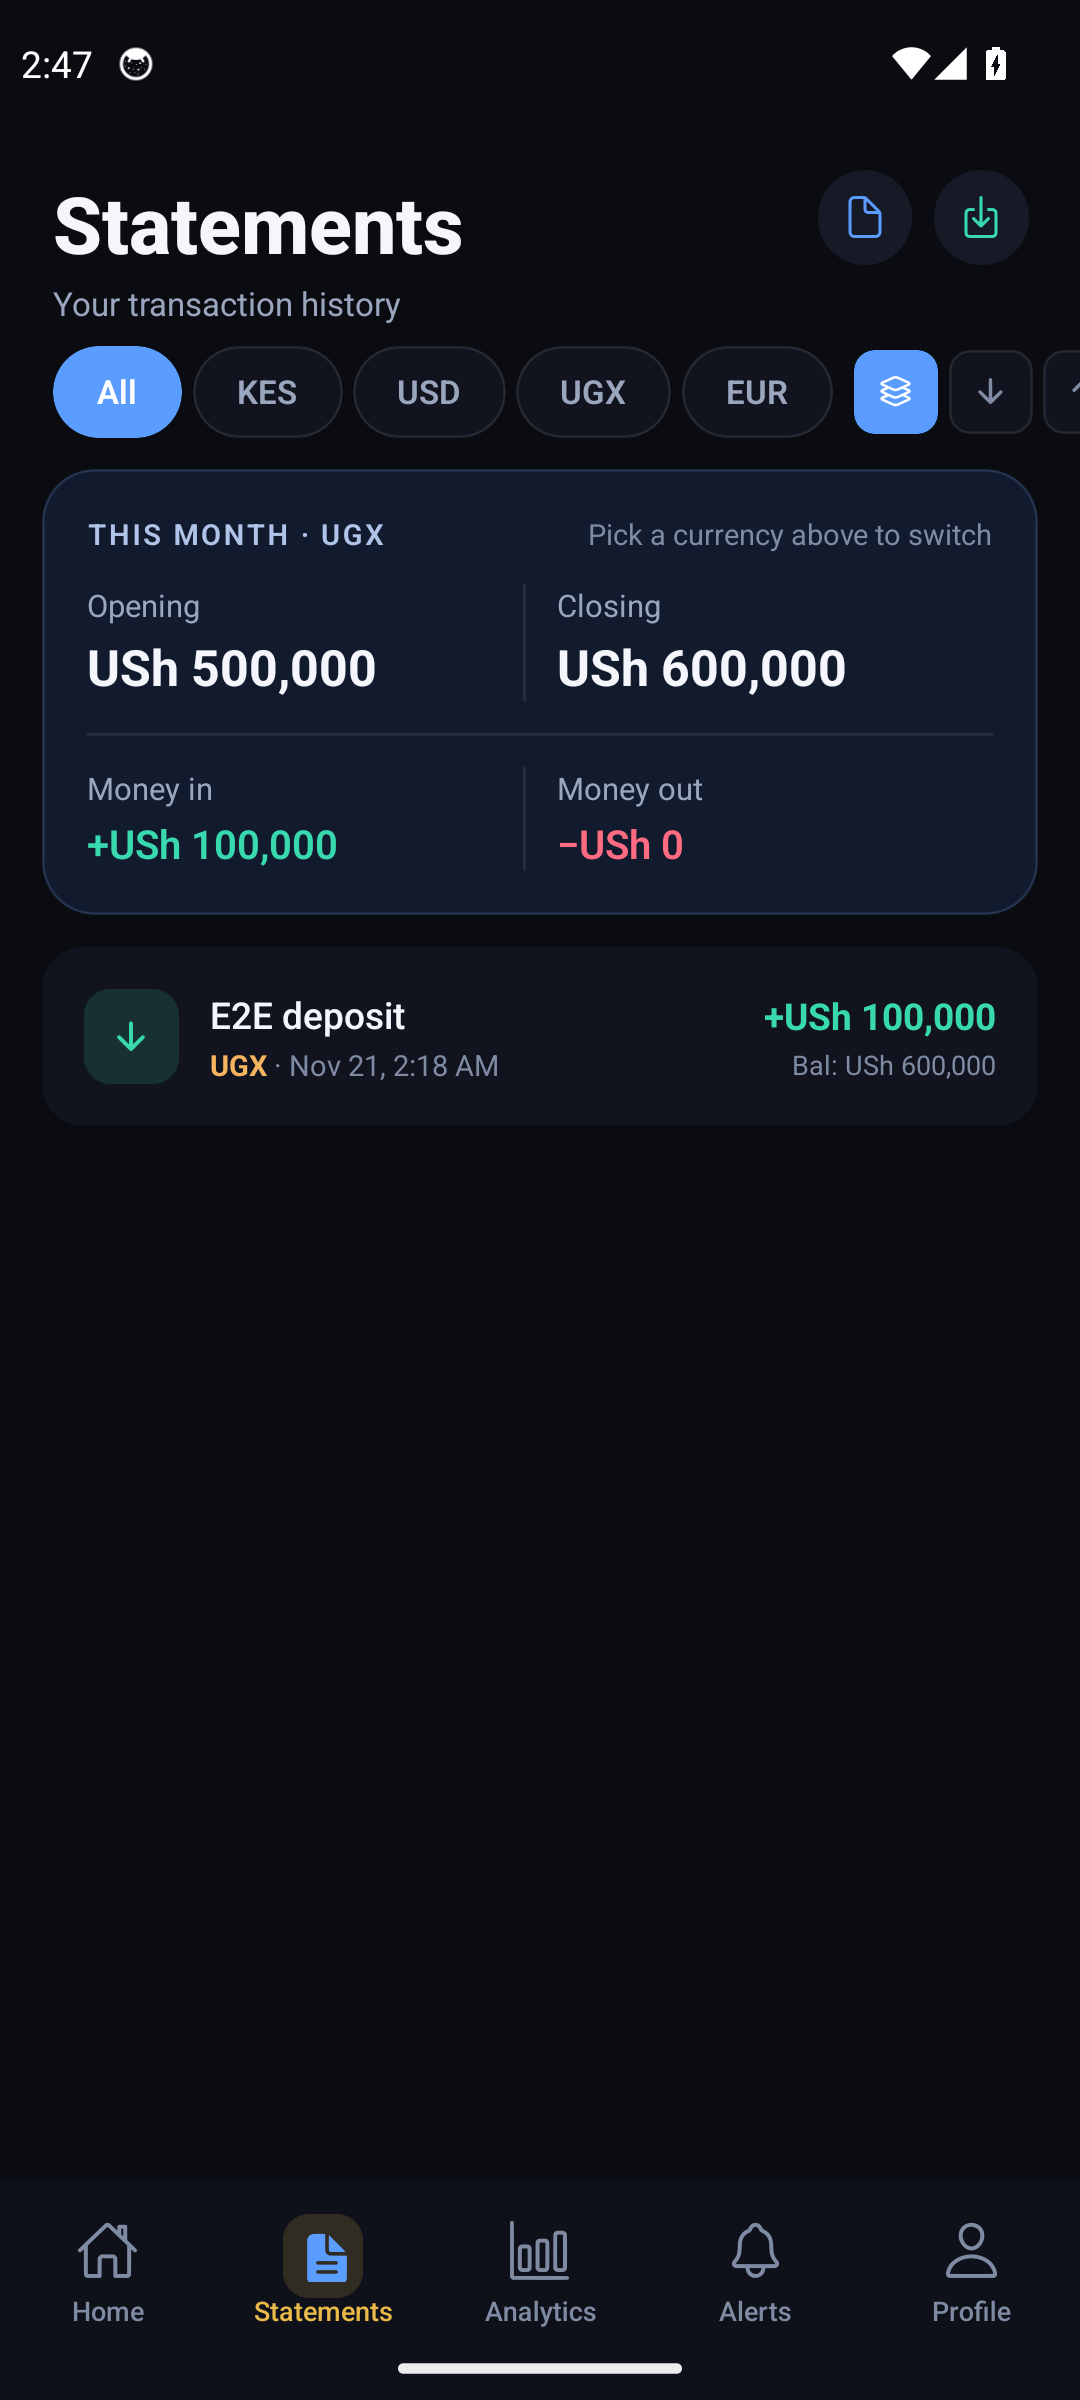 2:47
Statements
Your transaction history
All KES USD UGX EUR
THIS MONTH · UGX Pick a currency above to switch
Opening Closing
USh 500,000 USh 600,000
Money in Money out
+USh 100,000 −USh 0
E2E deposit +USh 100,000
UGX · Nov 21, 2:18 AM Bal: USh 600,000
Home Statements Analytics Alerts Profile